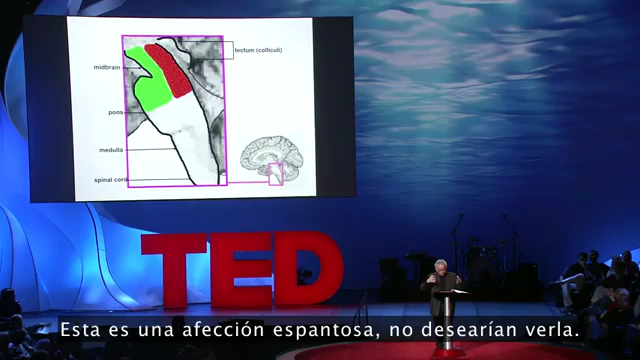 tectum (colliculi)
midbrain
pons
medulla
spinal cord
TED
Esta es una afección espantosa, no desearían verla.